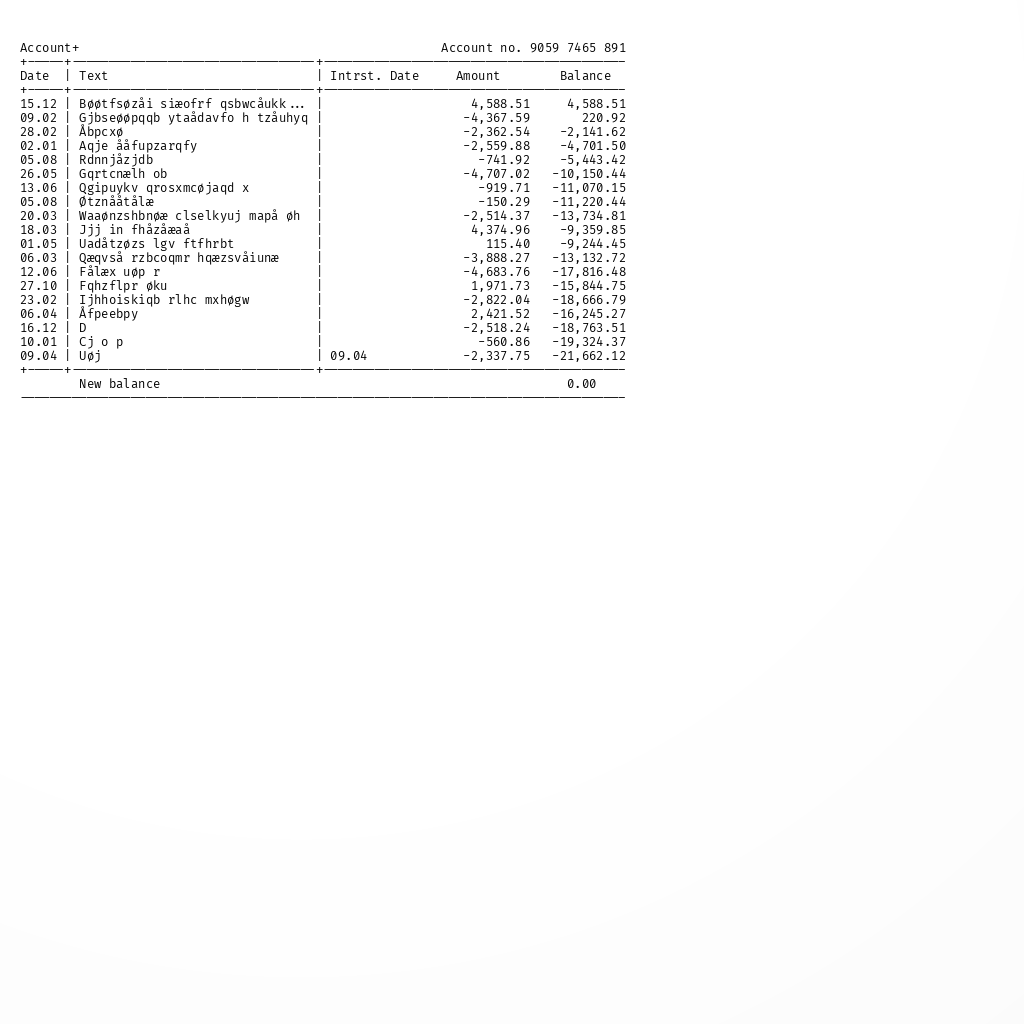 Account+ Account no. 9059 7465 891
Date | Text | Intrst. Date Amount Balance
15.12 | Bøøtfsøzåi siæofrf qsbwcåukk... | 4,588.51 4,588.51
09.02 | Gjbseøøpqqb ytaådavfo h tzåuhyq | -4,367.59 220.92
28.02 | Åbpcxø | -2,362.54 -2,141.62
02.01 | Aqje ååfupzarqfy | -2,559.88 -4,701.50
05.08 | Rdnnjåzjdb | -741.92 -5,443.42
26.05 | Gqrtcnælh ob | -4,707.02 -10,150.44
13.06 | Qgipuykv qrosxmcøjaqd x | -919.71 -11,070.15
05.08 | Øtznååtålæ | -150.29 -11,220.44
20.03 | Waaønzshbnøæ clselkyuj mapå øh | -2,514.37 -13,734.81
18.03 | Jjj in fhåzåæaå | 4,374.96 -9,359.85
01.05 | Uadåtzøzs lgv ftfhrbt | 115.40 -9,244.45
06.03 | Qæqvså rzbcoqmr hqæzsvåiunæ | -3,888.27 -13,132.72
12.06 | Fålæx uøp r | -4,683.76 -17,816.48
27.10 | Fqhzflpr øku | 1,971.73 -15,844.75
23.02 | Ijhhoiskiqb rlhc mxhøgw | -2,822.04 -18,666.79
06.04 | Åfpeebpy | 2,421.52 -16,245.27
16.12 | D | -2,518.24 -18,763.51
10.01 | Cj o p | -560.86 -19,324.37
09.04 | Uøj | 09.04 -2,337.75 -21,662.12
New balance 0.00